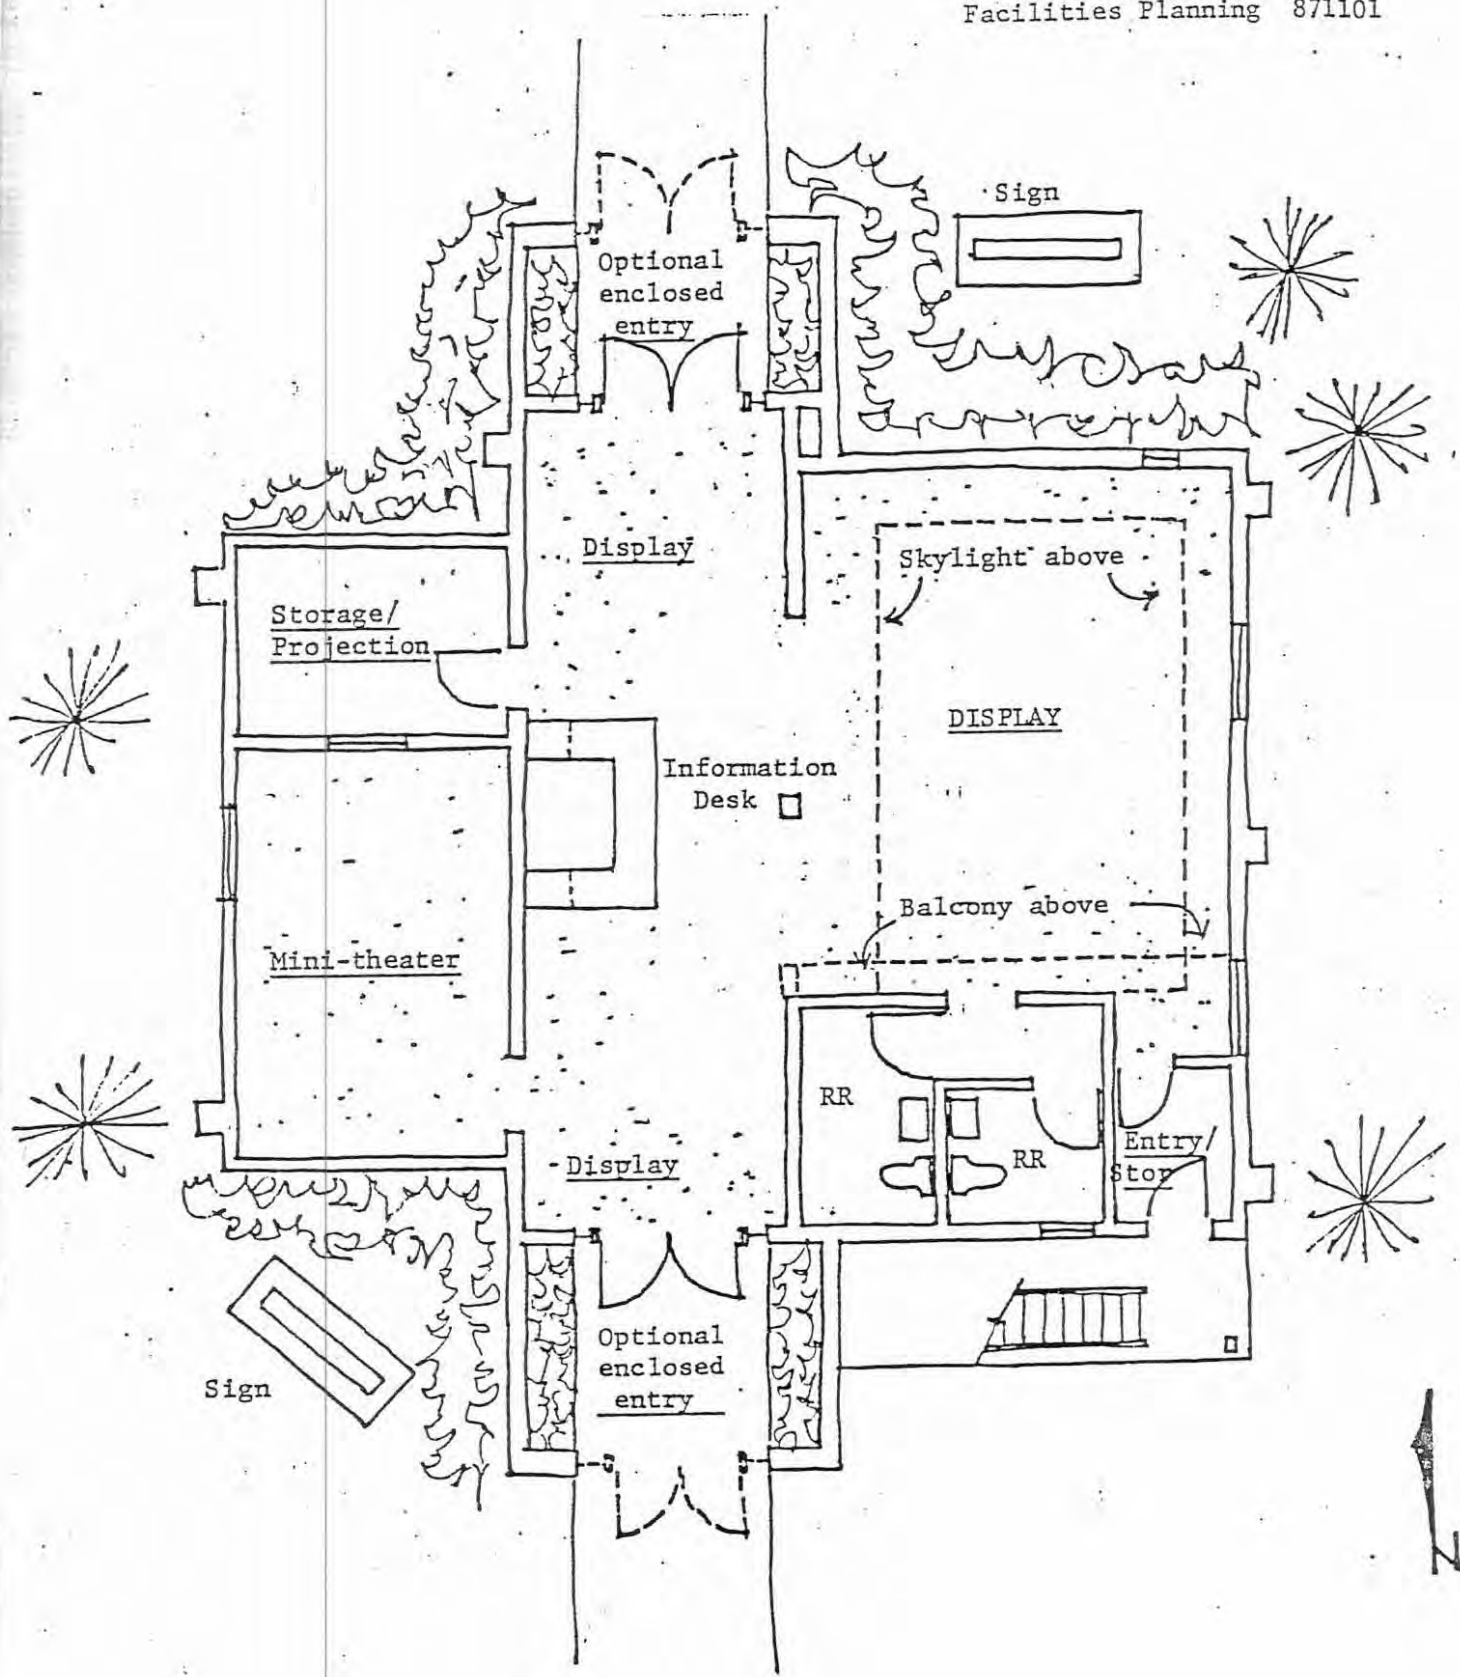 Facilities Planning 871101
Sign
Optional
enclosed
entry
Display
Skylight above
Storage/
Projection
DISPLAY
Information
Desk
Balcony above
Mini-theater
RR
RR
Entry/
Stor
Display
Optional
enclosed
entry
Sign
N